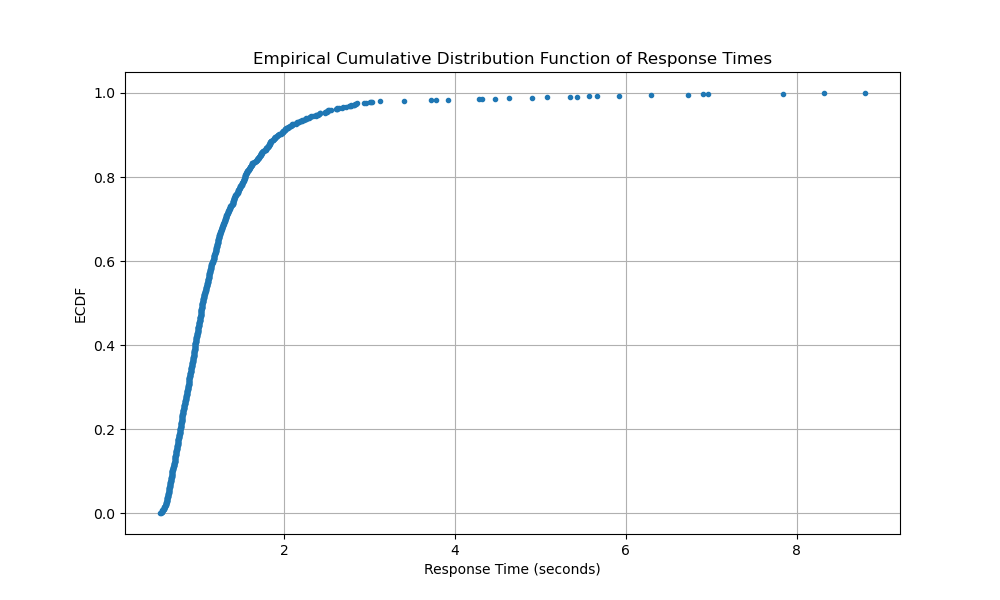 Empirical Cumulative Distribution Function of Response Times
1.0
0.8
0.6
0.4
0.2
0.0
ECDF
2 4 6 8
Response Time (seconds)